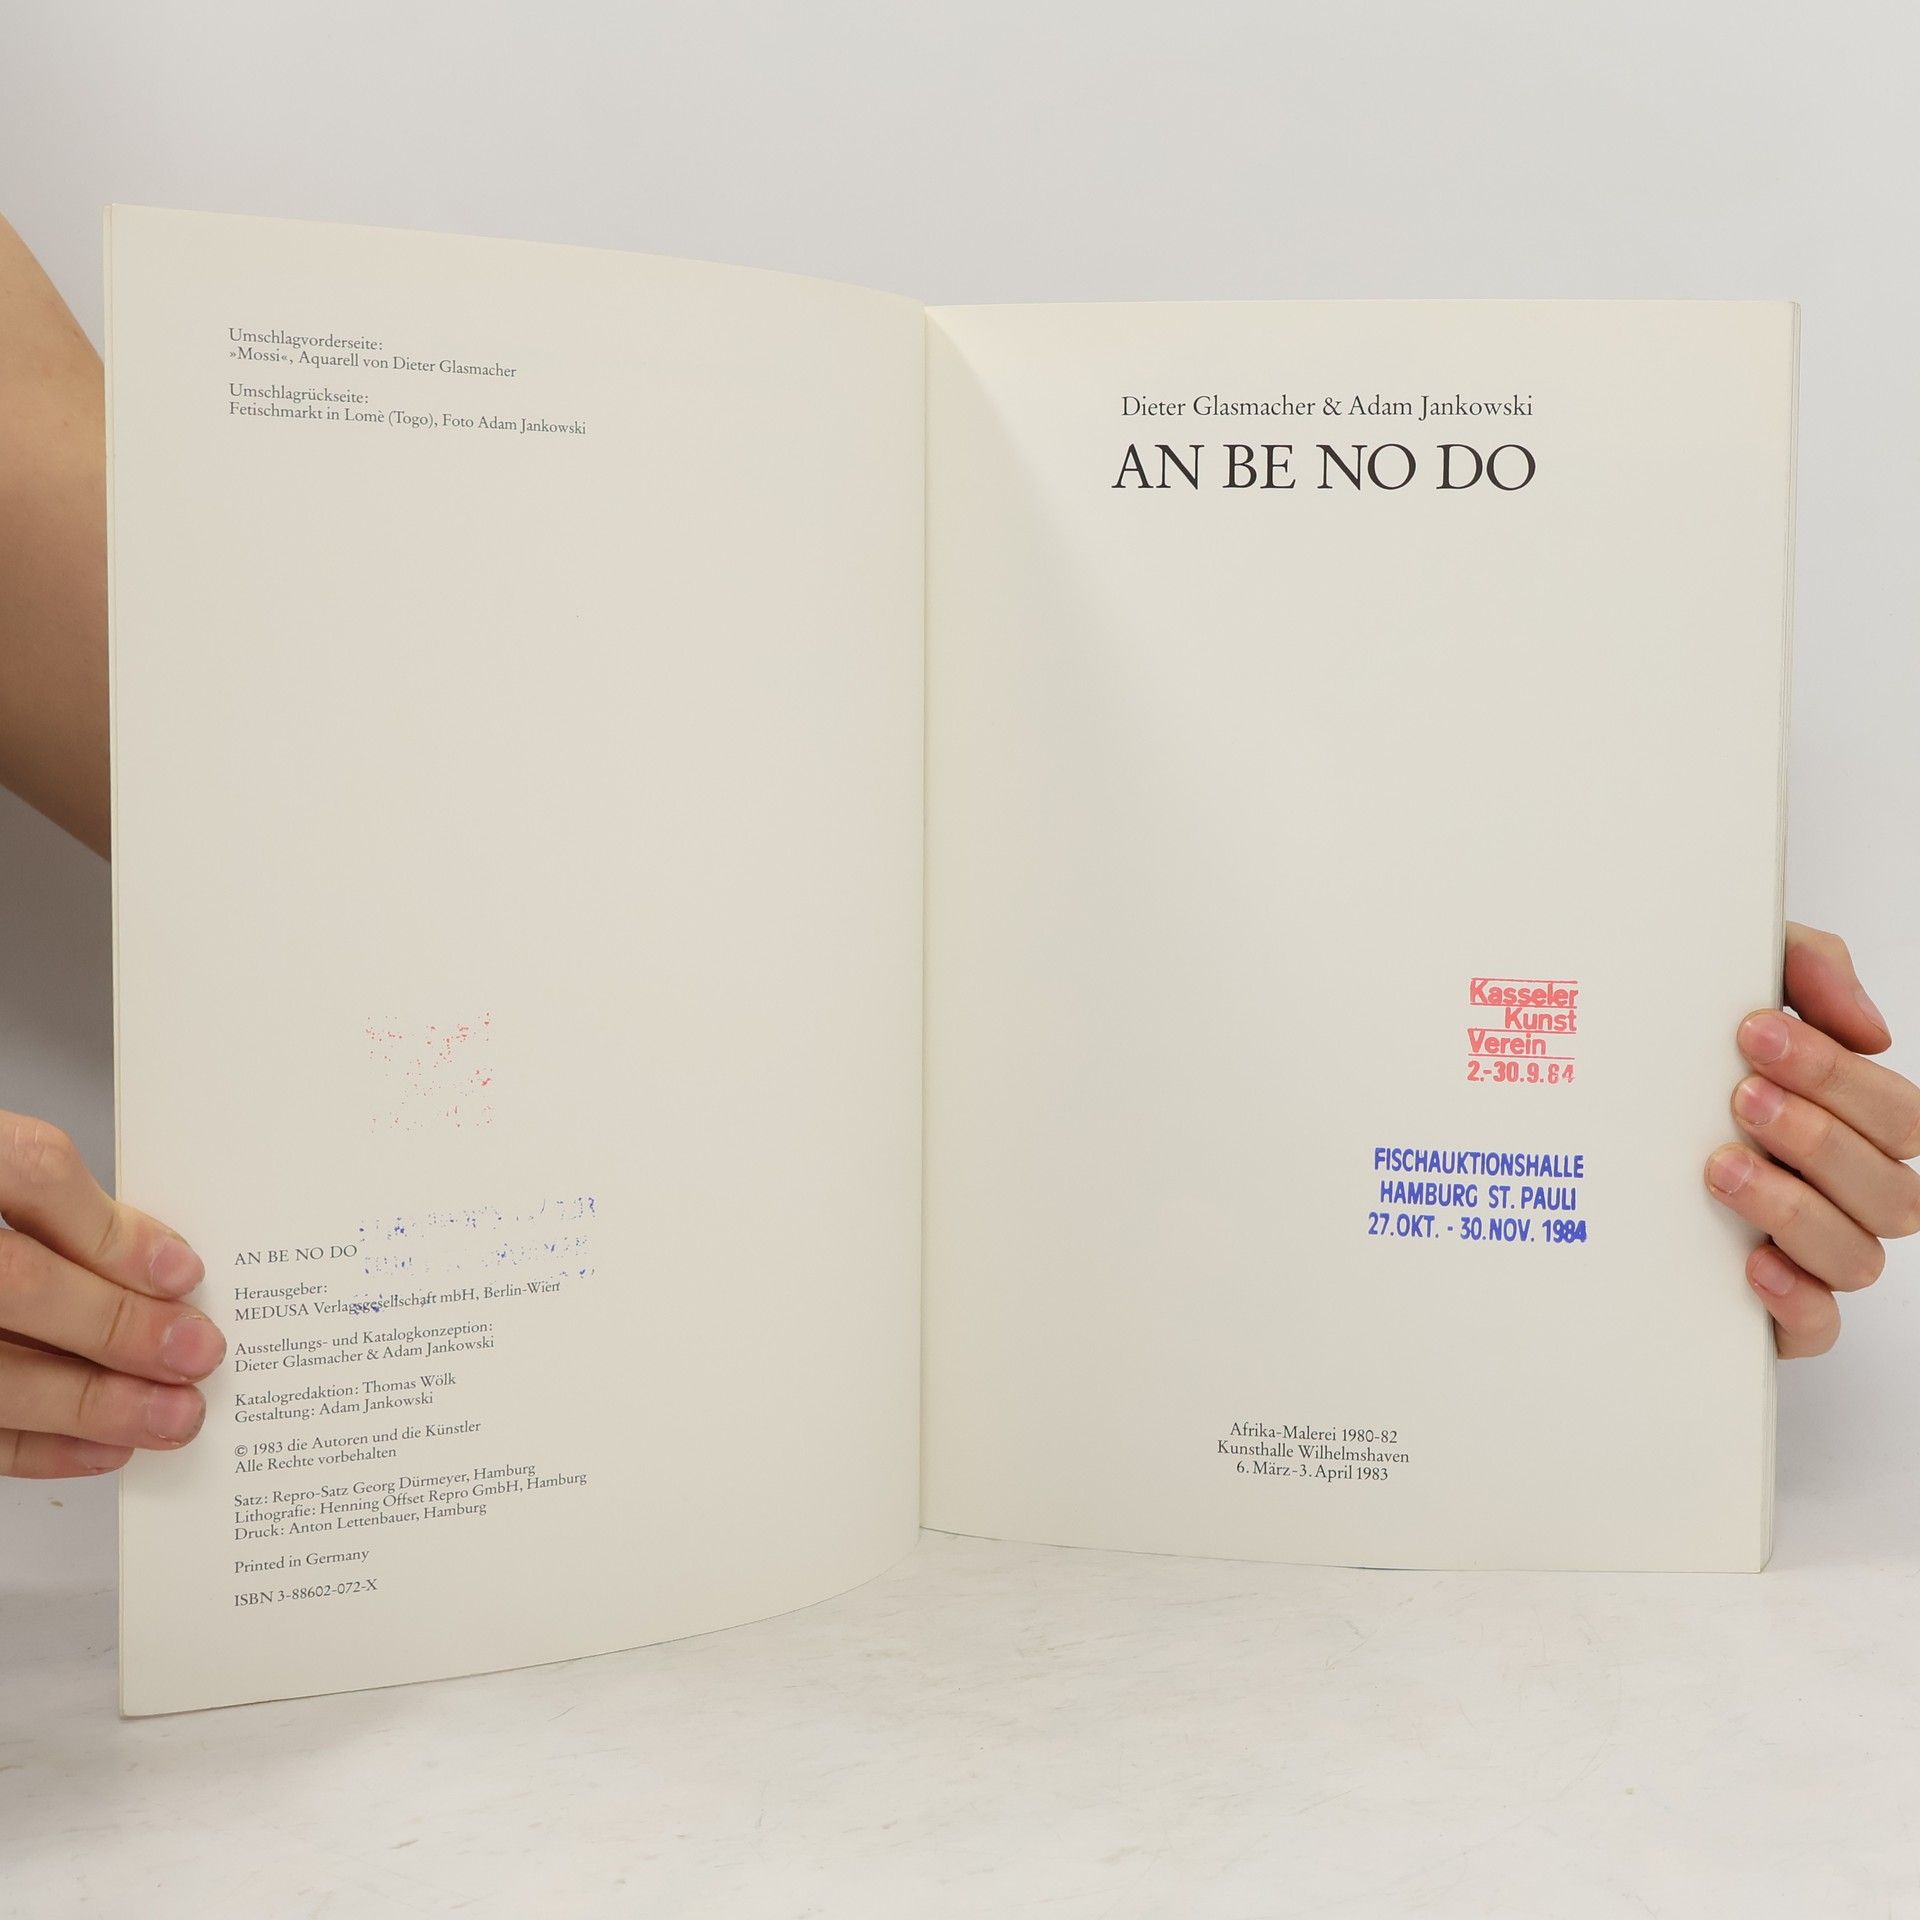 Umschlagvorderseite:
»Mossi«, Aquarell von Dieter Glasmacher
Umschlagrückseite:
Fetischmarkt in Lomè (Togo), Foto Adam Jankowski
AN BE NO DO
Herausgeber:
MEDUSA Verlagsgesellschaft mbH, Berlin-Wien
Ausstellungs- und Katalogkonzeption:
Dieter Glasmacher & Adam Jankowski
Katalogredaktion: Thomas Wölk
Gestaltung: Adam Jankowski
© 1983 die Autoren und die Künstler
Alle Rechte vorbehalten
Satz: Repro-Satz Georg Dürmeyer, Hamburg
Lithografie: Henning Offset Repro GmbH, Hamburg
Druck: Anton Lettenbauer, Hamburg
Printed in Germany
ISBN 3-88602-072-X
Dieter Glasmacher & Adam Jankowski
AN BE NO DO
Kasseler
Kunst
Verein
2.-30.9.84
FISCHAUKTIONSHALLE
HAMBURG ST. PAULI
27.OKT. - 30.NOV. 1984
Afrika-Malerei 1980-82
Kunsthalle Wilhelmshaven
6. März-3. April 1983